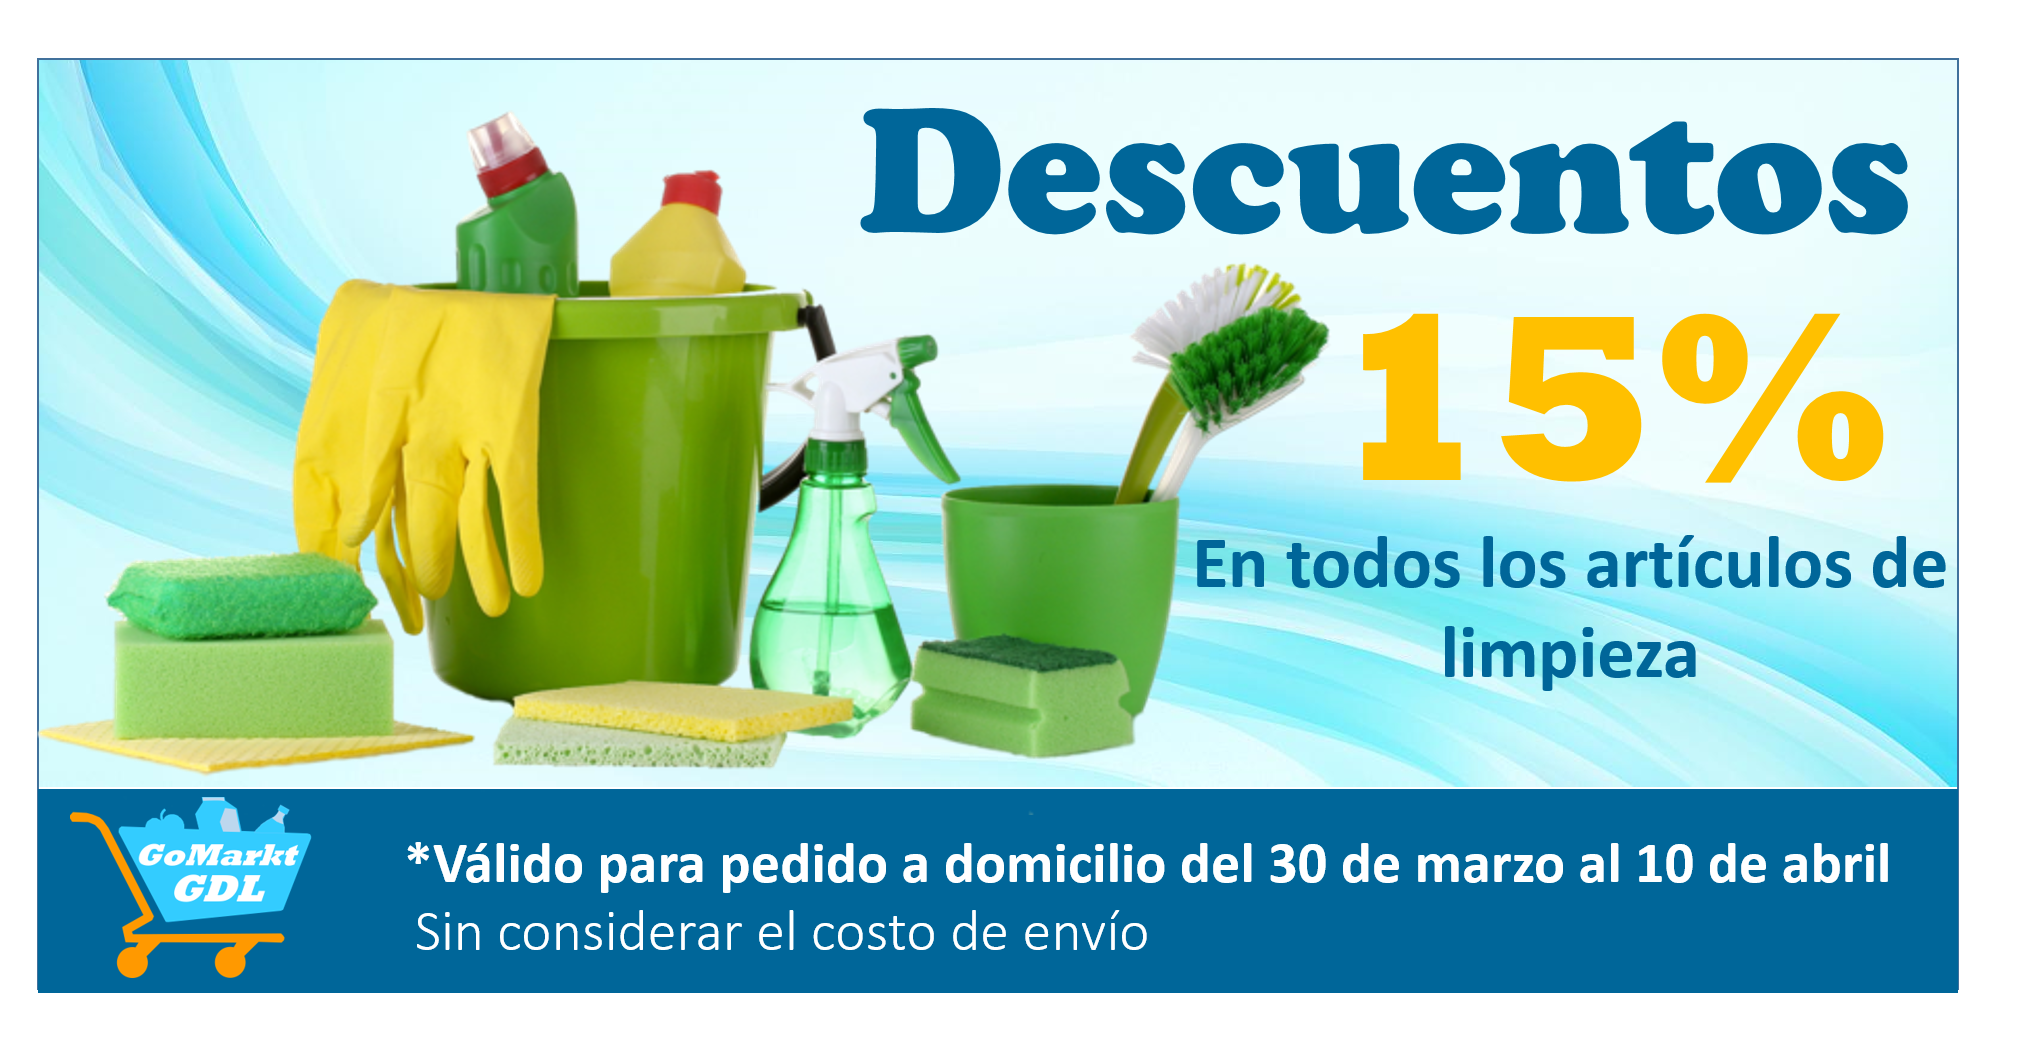 Descuentos
15%
En todos los artículos de
limpieza
GoMarkt
GDL
*Válido para pedido a domicilio del 30 de marzo al 10 de abril
Sin considerar el costo de envío